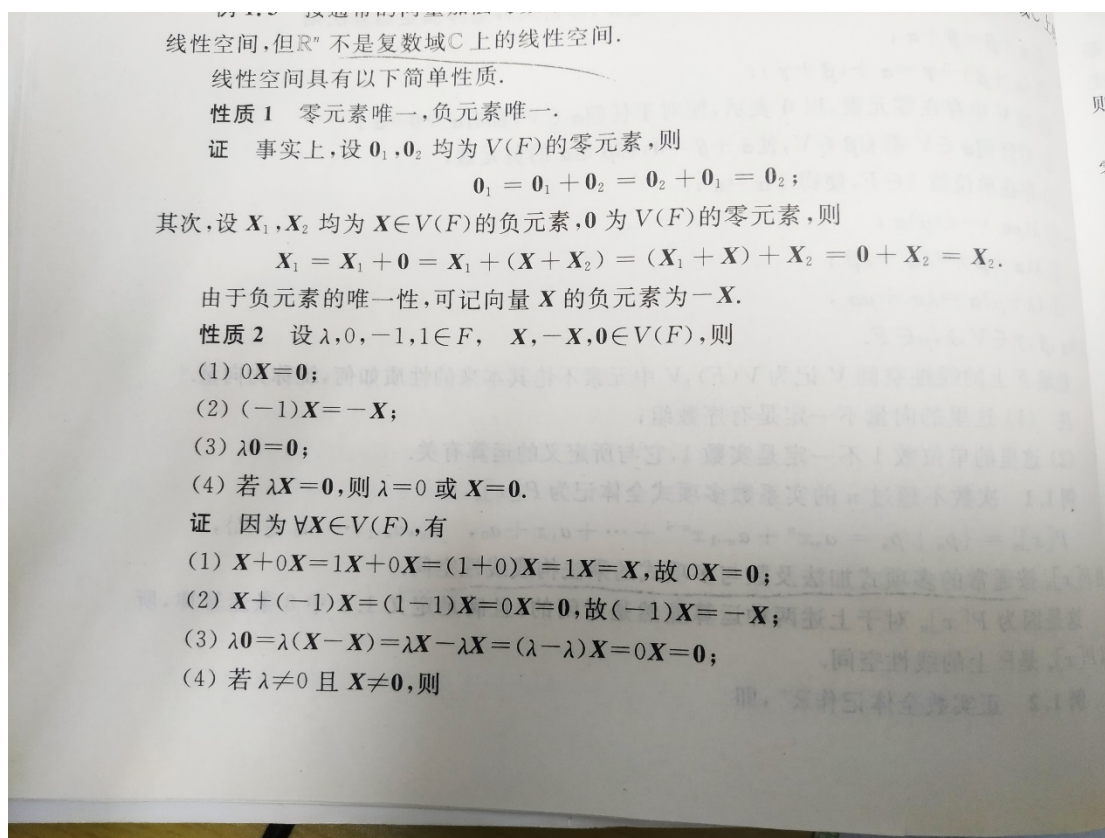 线性空间,但ℝⁿ 不是复数域ℂ 上的线性空间.
线性空间具有以下简单性质.
性质 1 零元素唯一,负元素唯一.
证 事实上,设 0₁,0₂ 均为 V(F)的零元素,则
0₁ = 0₁ + 0₂ = 0₂ + 0₁ = 0₂;
其次,设 X₁,X₂ 均为 X∈V(F)的负元素,0 为 V(F)的零元素,则
X₁ = X₁ + 0 = X₁ + (X + X₂) = (X₁ + X) + X₂ = 0 + X₂ = X₂.
由于负元素的唯一性,可记向量 X 的负元素为-X.
性质 2 设 λ,0,-1,1∈F, X,-X,0∈V(F),则
(1) 0X=0;
(2) (-1)X=-X;
(3) λ0=0;
(4) 若 λX=0,则 λ=0 或 X=0.
证 因为 ∀X∈V(F),有
(1) X+0X=1X+0X=(1+0)X=1X=X,故 0X=0;
(2) X+(-1)X=(1-1)X=0X=0,故(-1)X=-X;
(3) λ0=λ(X-X)=λX-λX=(λ-λ)X=0X=0;
(4) 若 λ≠0 且 X≠0,则